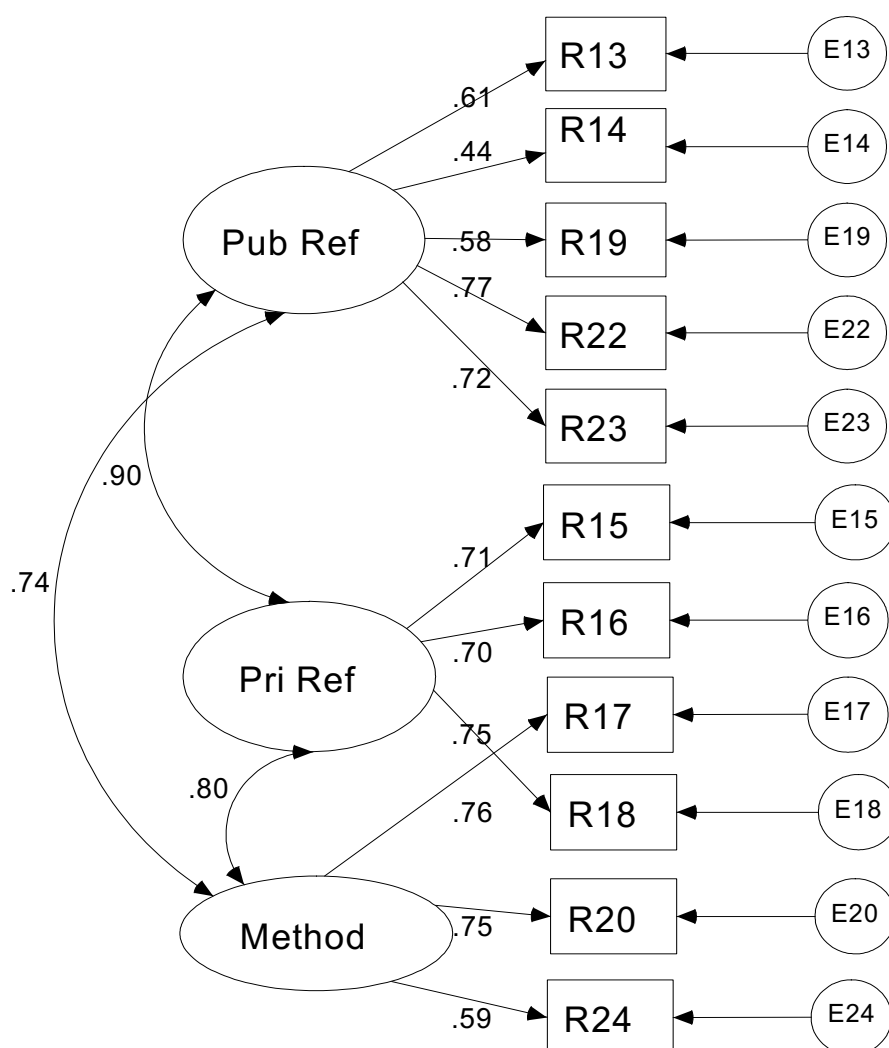 R13
E13
.61
R14
E14
.44
Pub Ref
.58
R19
E19
.77
R22
E22
.72
R23
E23
.90
R15
E15
.71
.74
R16
E16
.70
Pri Ref
R17
E17
.75
.80
.76
R18
E18
Method
.75
R20
E20
.59
R24
E24